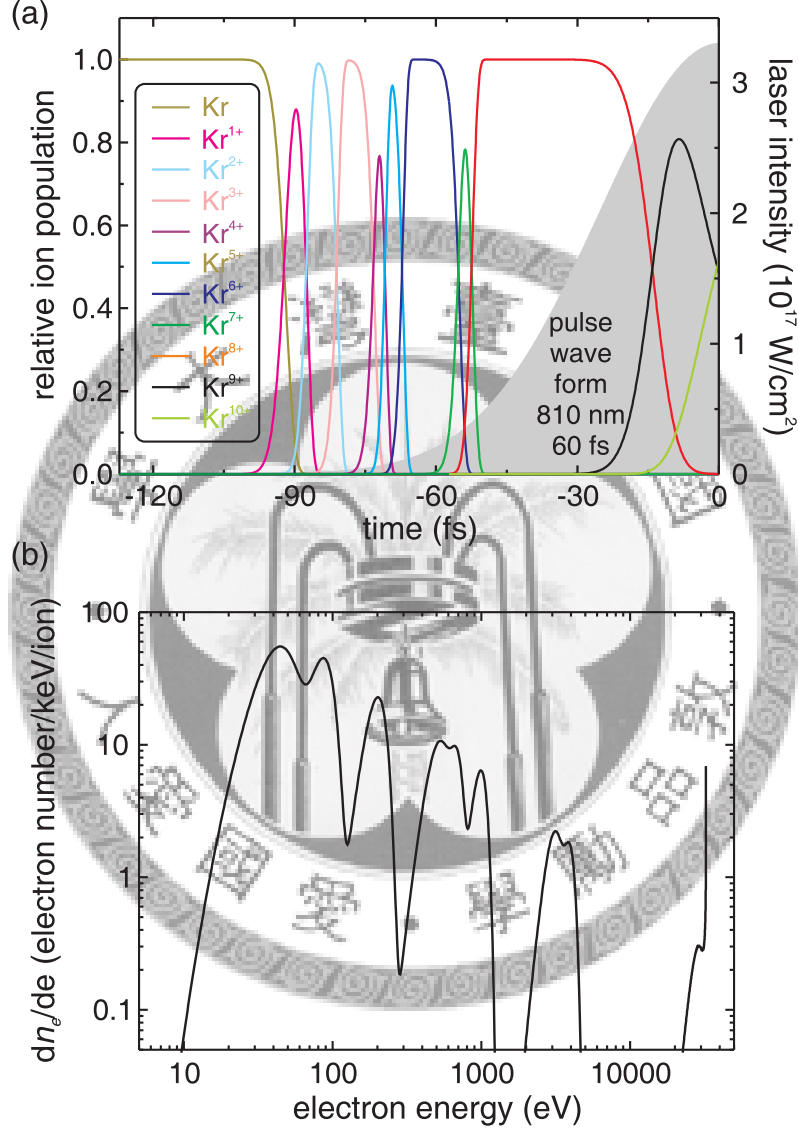 (a)
relative ion population
laser intensity (10¹⁷ W/cm²)
1.0
0.8
0.6
0.4
0.2
0.0
3
2
1
0
Kr
Kr¹⁺
Kr²⁺
Kr³⁺
Kr⁴⁺
Kr⁵⁺
Kr⁶⁺
Kr⁷⁺
Kr⁸⁺
Kr⁹⁺
Kr¹⁰
pulse
wave
form
810 nm
60 fs
-120
-90
-60
-30
0
time (fs)
(b)
dnₑ/de (electron number/keV/ion)
100
10
1
0.1
10
100
1000
10000
electron energy (eV)